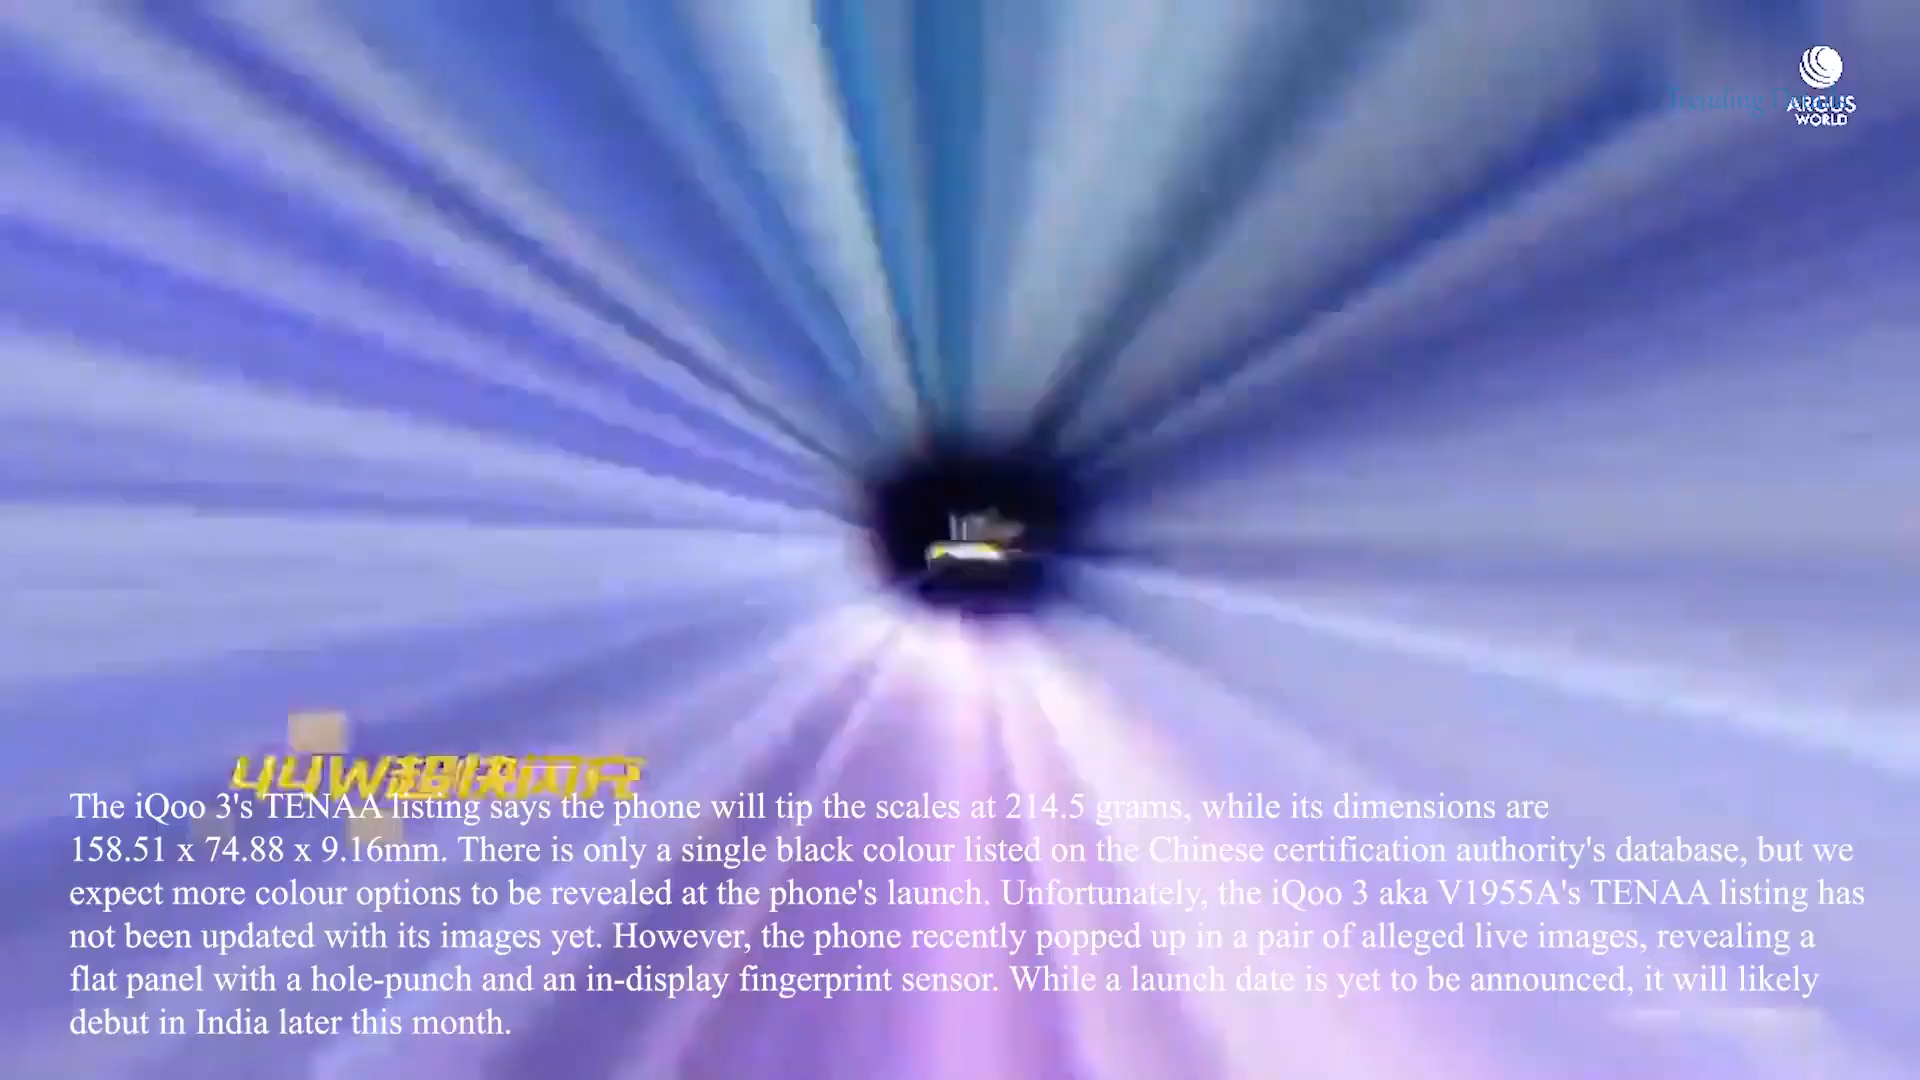 Trending
ARGUS
WORLD
44W超快闪充
The iQoo 3's TENAA listing says the phone will tip the scales at 214.5 grams, while its dimensions are
158.51 x 74.88 x 9.16mm. There is only a single black colour listed on the Chinese certification authority's database, but we
expect more colour options to be revealed at the phone's launch. Unfortunately, the iQoo 3 aka V1955A's TENAA listing has
not been updated with its images yet. However, the phone recently popped up in a pair of alleged live images, revealing a
flat panel with a hole-punch and an in-display fingerprint sensor. While a launch date is yet to be announced, it will likely
debut in India later this month.